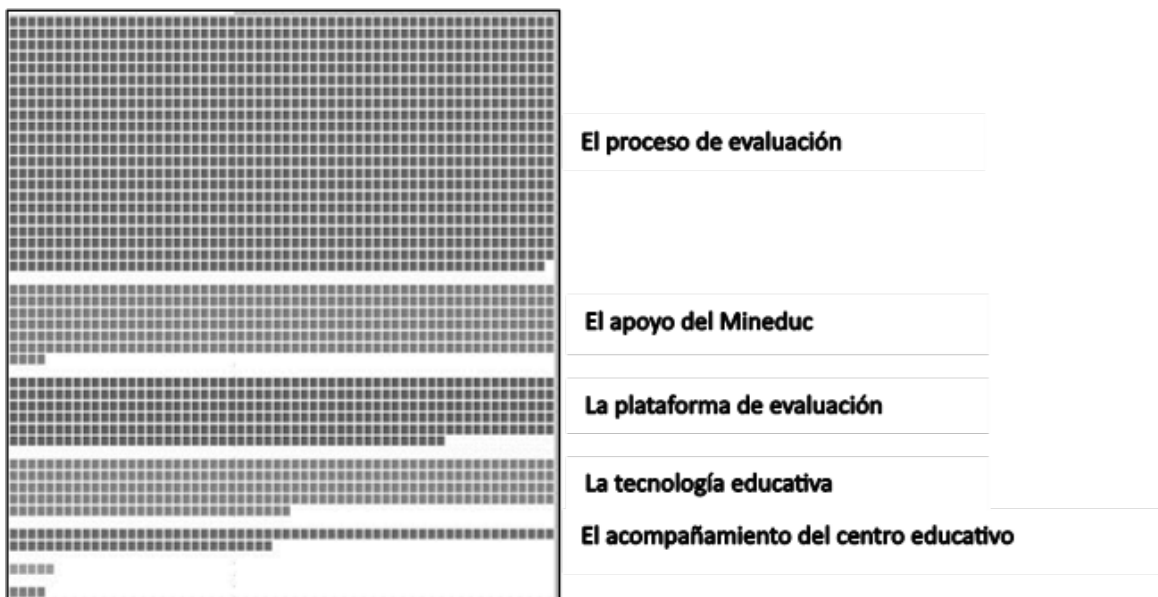 El proceso de evaluación
El apoyo del Mineduc
La plataforma de evaluación
La tecnología educativa
El acompañamiento del centro educativo